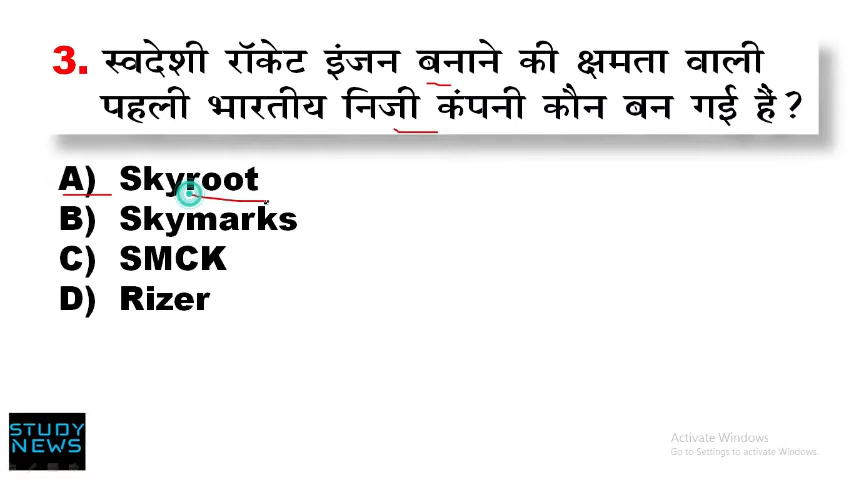 3. स्वदेशी रॉकेट इंजन बनाने की क्षमता वाली
पहली भारतीय निजी कंपनी कौन बन गई हैं ?
A) Skyroot
B) Skymarks
C) SMCK
D) Rizer
STUDY
NEWS
Activate Windows
Go to Settings to activate Windows.